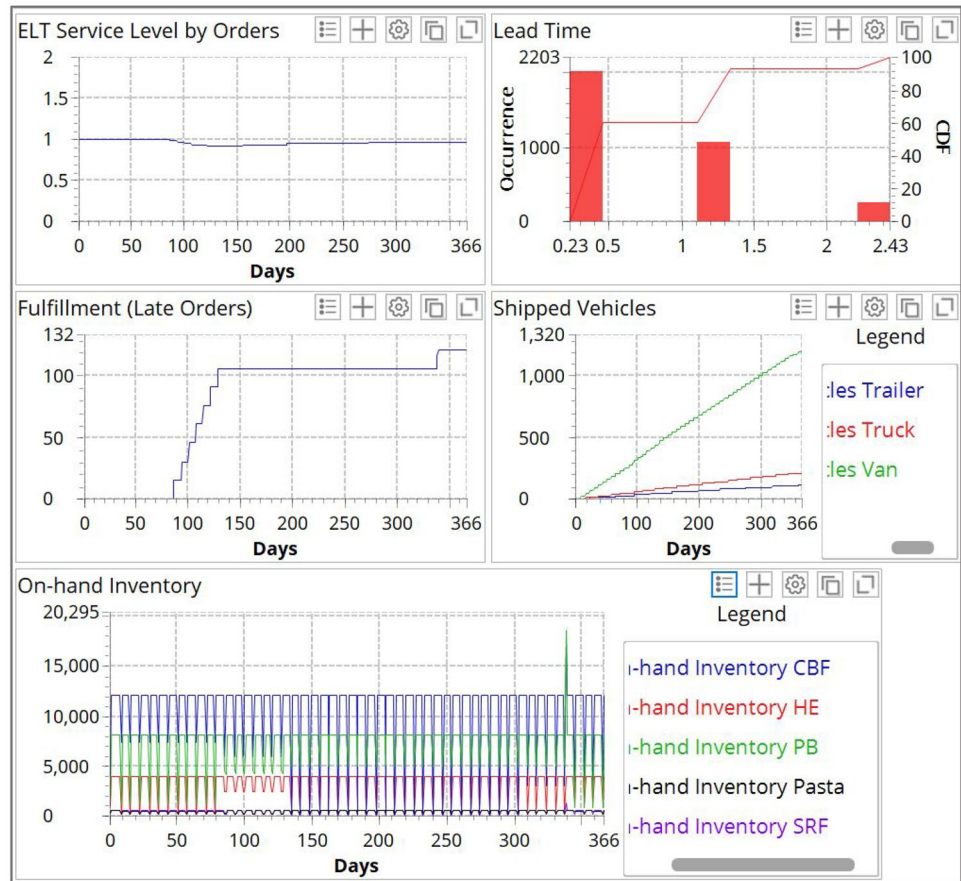 ELT Service Level by Orders
2
1.5
1
0.5
0
0 50 100 150 200 250 300 366
Days
Lead Time
2203
1000
0
Occurrence
100
80
60
40
20
0
CDF
0.23 0.5 1 1.5 2 2.43
Fulfillment (Late Orders)
132
100
50
0
0 50 100 150 200 250 300 366
Days
Shipped Vehicles
1,320
1,000
500
0
0 100 200 300 366
Days
Legend
les Trailer
les Truck
les Van
On-hand Inventory
20,295
15,000
10,000
5,000
0
0 50 100 150 200 250 300 366
Days
Legend
-hand Inventory CBF
-hand Inventory HE
-hand Inventory PB
-hand Inventory Pasta
-hand Inventory SRF